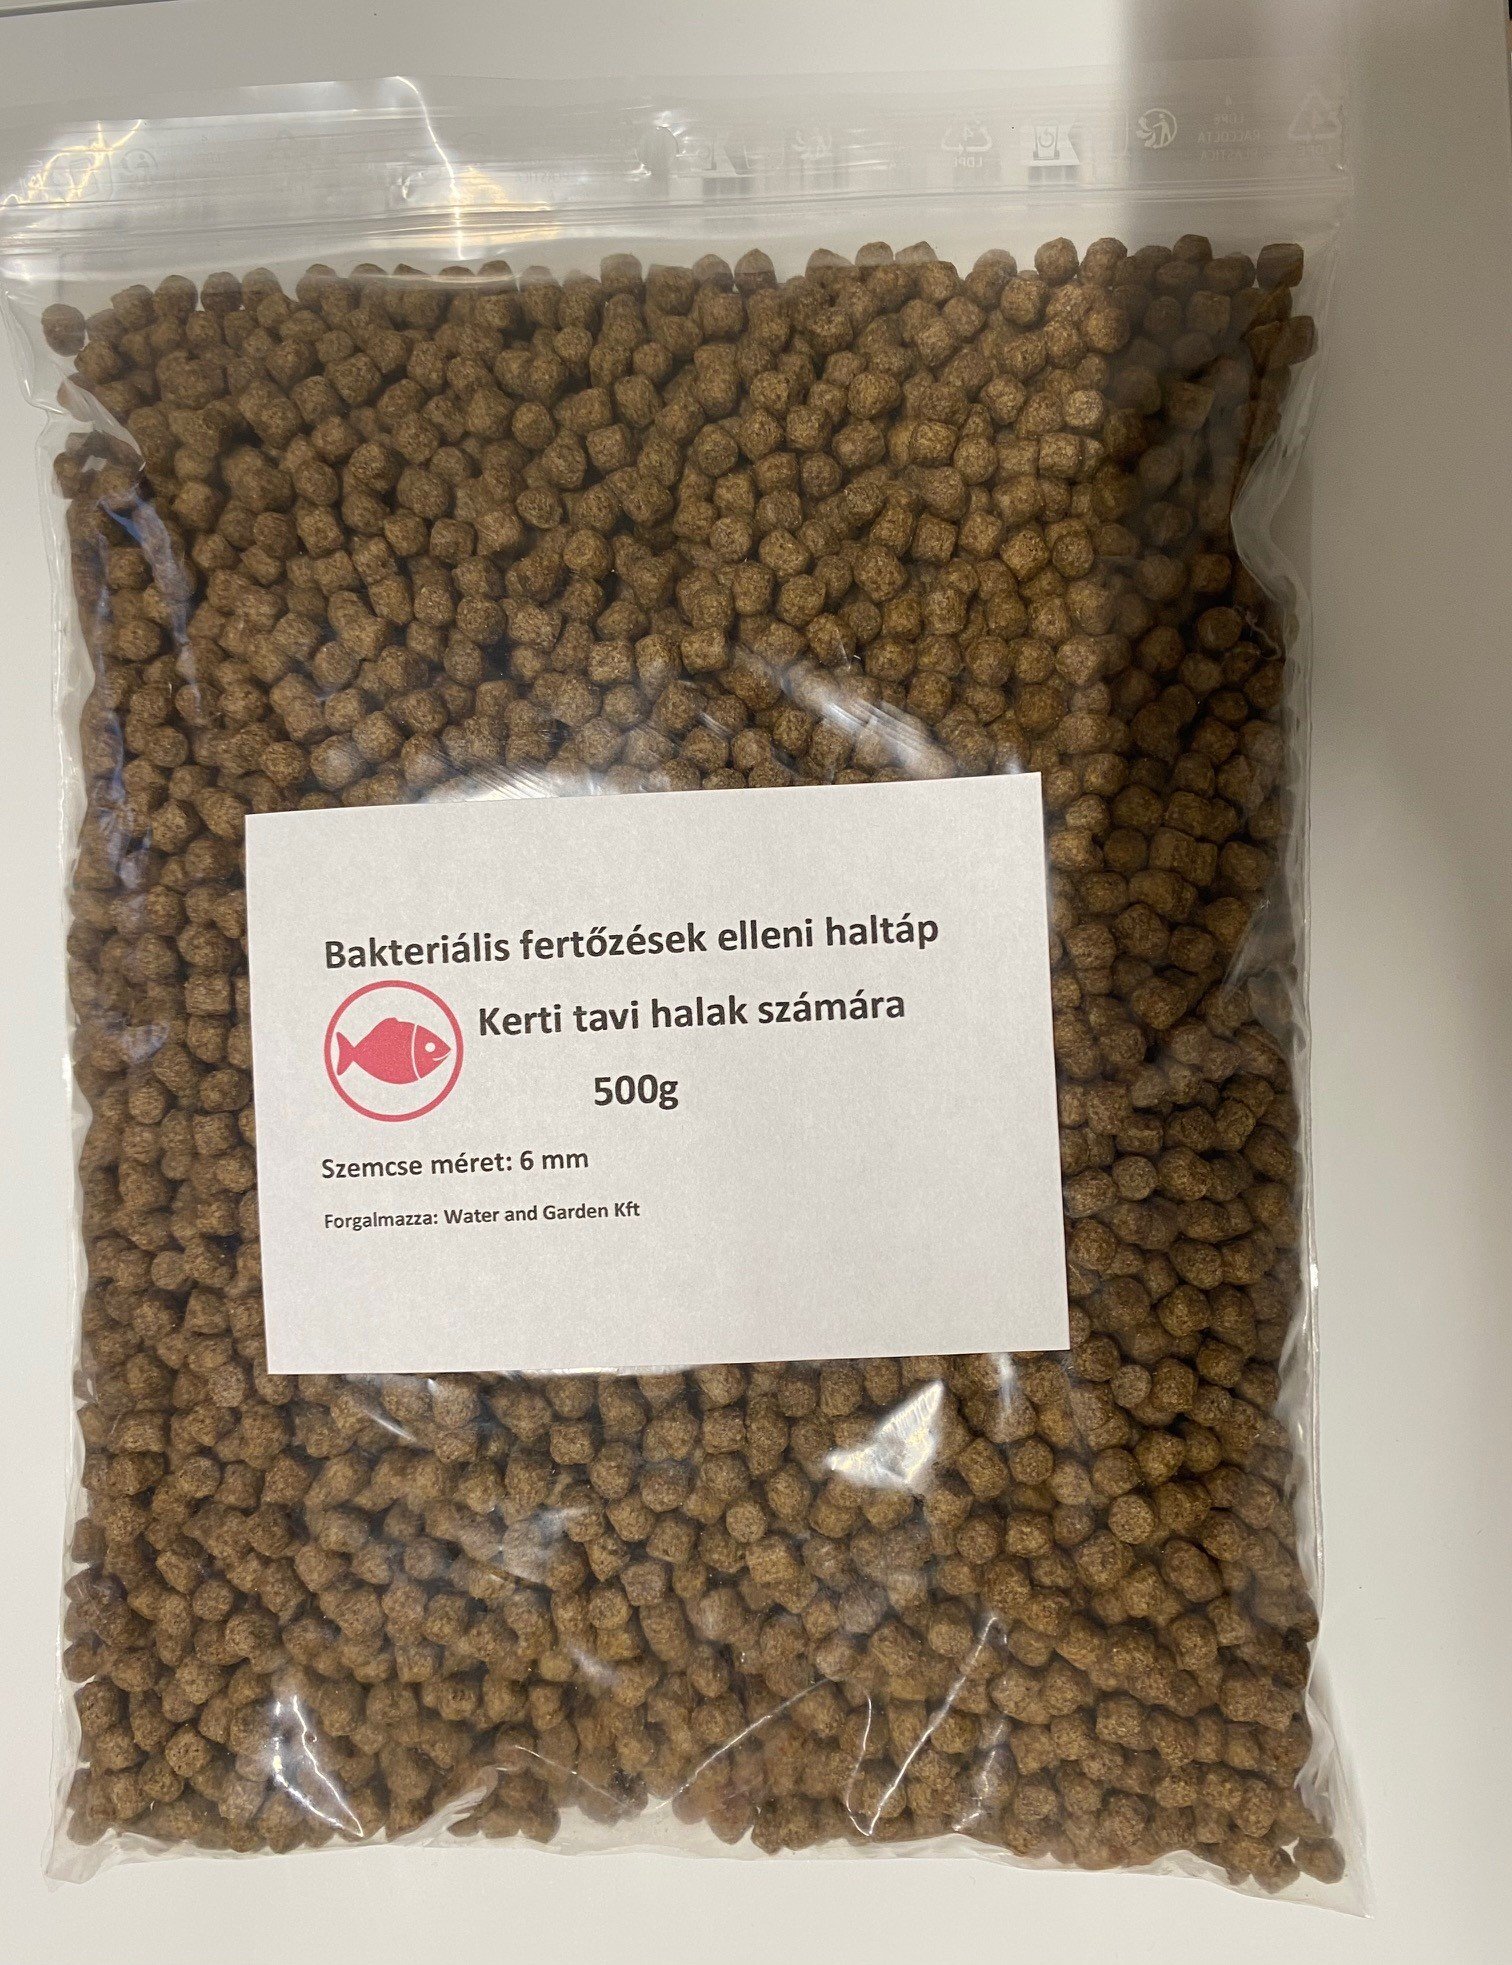 Bakteriális fertőzések elleni haltáp
Kerti tavi halak számára
500g
Szemcse méret: 6 mm
Forgalmazza: Water and Garden Kft